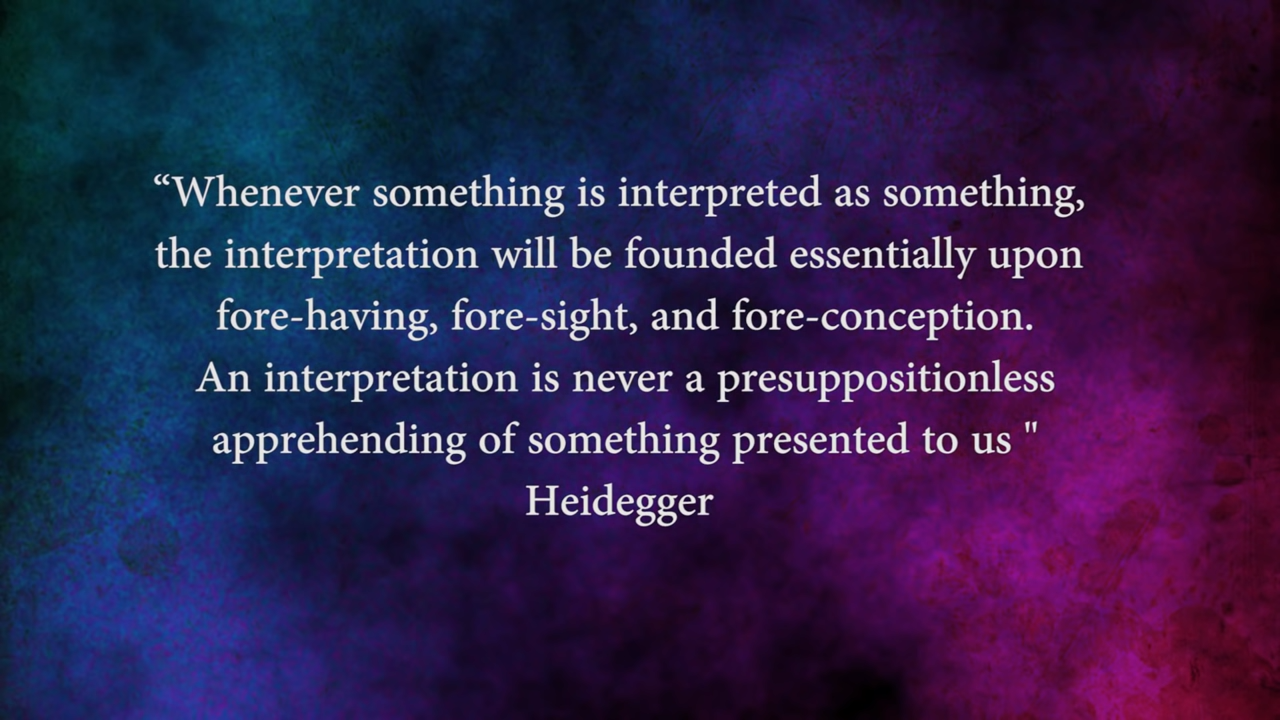 “Whenever something is interpreted as something,
the interpretation will be founded essentially upon
fore-having, fore-sight, and fore-conception.
An interpretation is never a presuppositionless
apprehending of something presented to us "
Heidegger